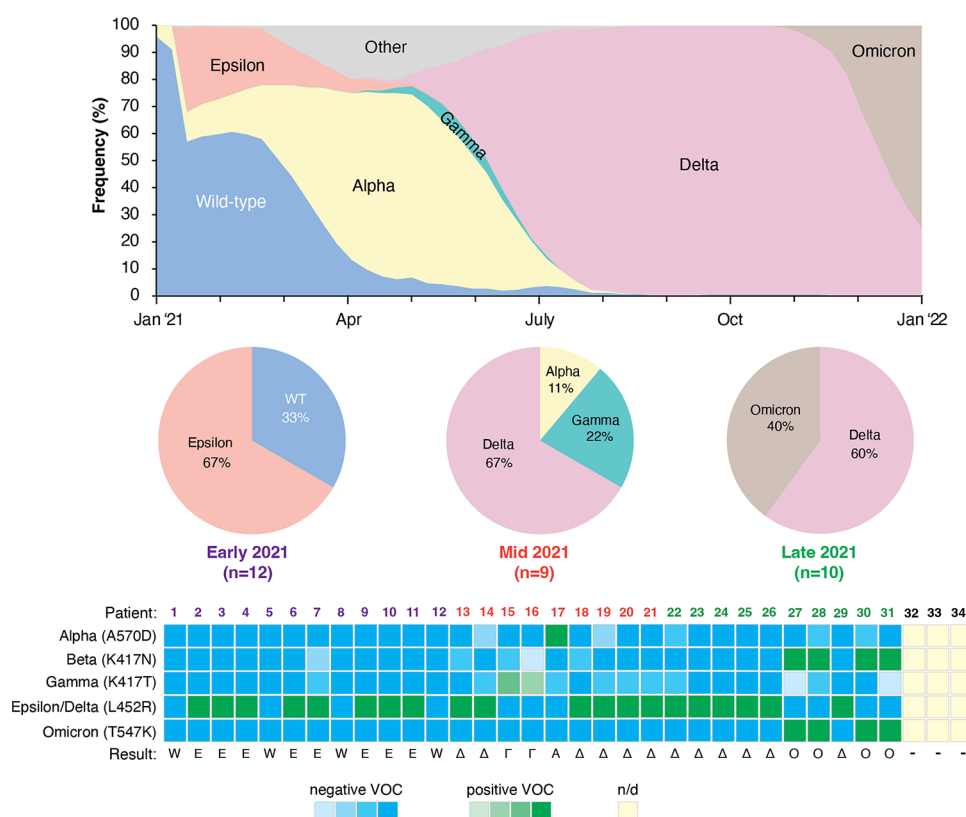 100
90
80
70
60
50
40
30
20
10
0
Frequency (%)
Other
Epsilon
Omicron
Gamma
Delta
Alpha
Wild-type
Jan ‘21 Apr July Oct Jan ‘22
WT
33%
Epsilon
67%
Alpha
11%
Gamma
22%
Delta
67%
Omicron
40%
Delta
60%
Early 2021
(n=12)
Mid 2021
(n=9)
Late 2021
(n=10)
Patient: 1 2 3 4 5 6 7 8 9 10 11 12 13 14 15 16 17 18 19 20 21 22 23 24 25 26 27 28 29 30 31 32 33 34
Alpha (A570D)
Beta (K417N)
Gamma (K417T)
Epsilon/Delta (L452R)
Omicron (T547K)
Result: W E E E W E E W E E E W Δ Δ Γ Γ A Δ Δ Δ Δ Δ Δ Δ Δ Δ O O Δ O O - - -
negative VOC positive VOC n/d